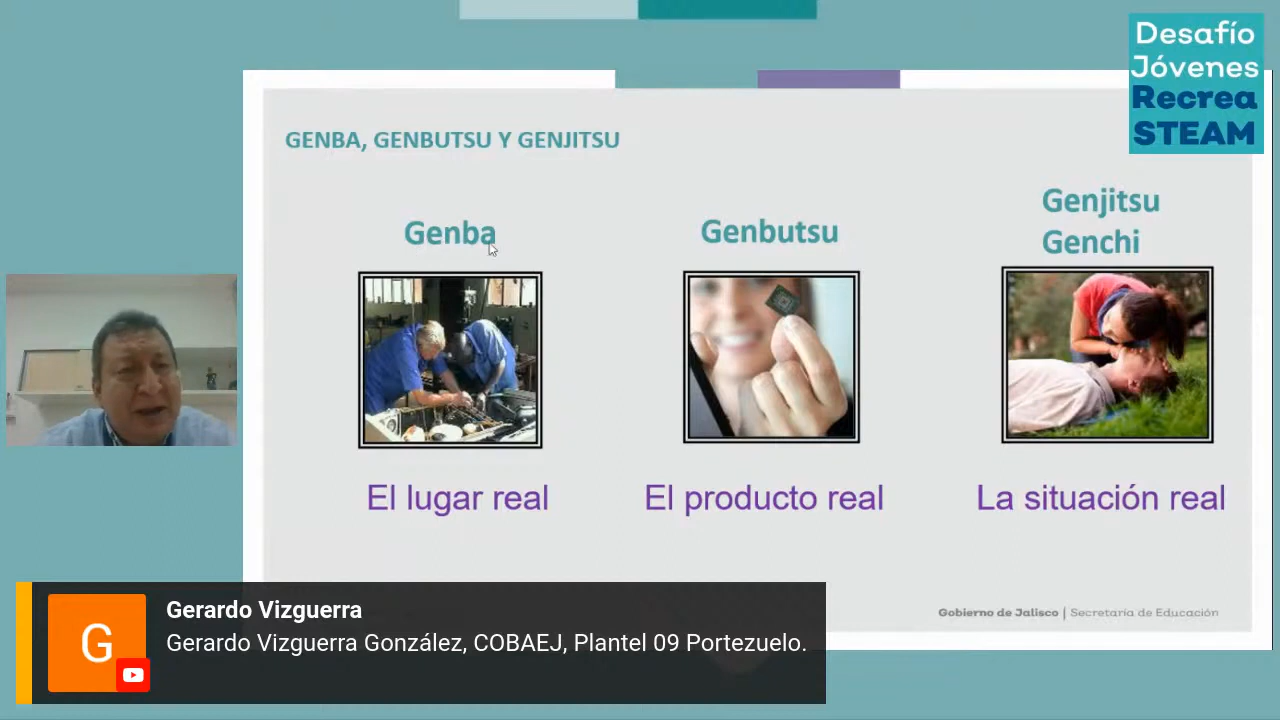 Desafío
Jóvenes
Recrea
STEAM
GENBA, GENBUTSU Y GENJITSU
Genba
Genbutsu
Genjitsu
Genchi
El lugar real
El producto real
La situación real
Gobierno de Jalisco | Secretaría de Educación
G
Gerardo Vizguerra
Gerardo Vizguerra González, COBAEJ, Plantel 09 Portezuelo.